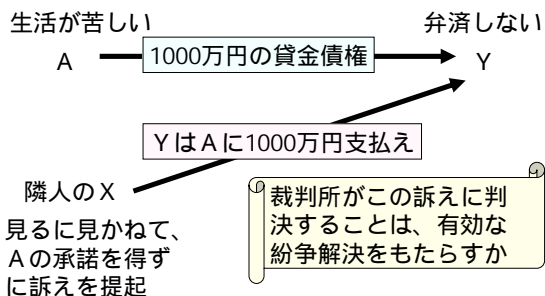 生活が苦しい
弁済しない
A
1000万円の貸金債権
Y
YはAに1000万円支払え
隣人のX
見るに見かねて、
Aの承諾を得ず
に訴えを提起
裁判所がこの訴えに判
決することは、有効な
紛争解決をもたらすか